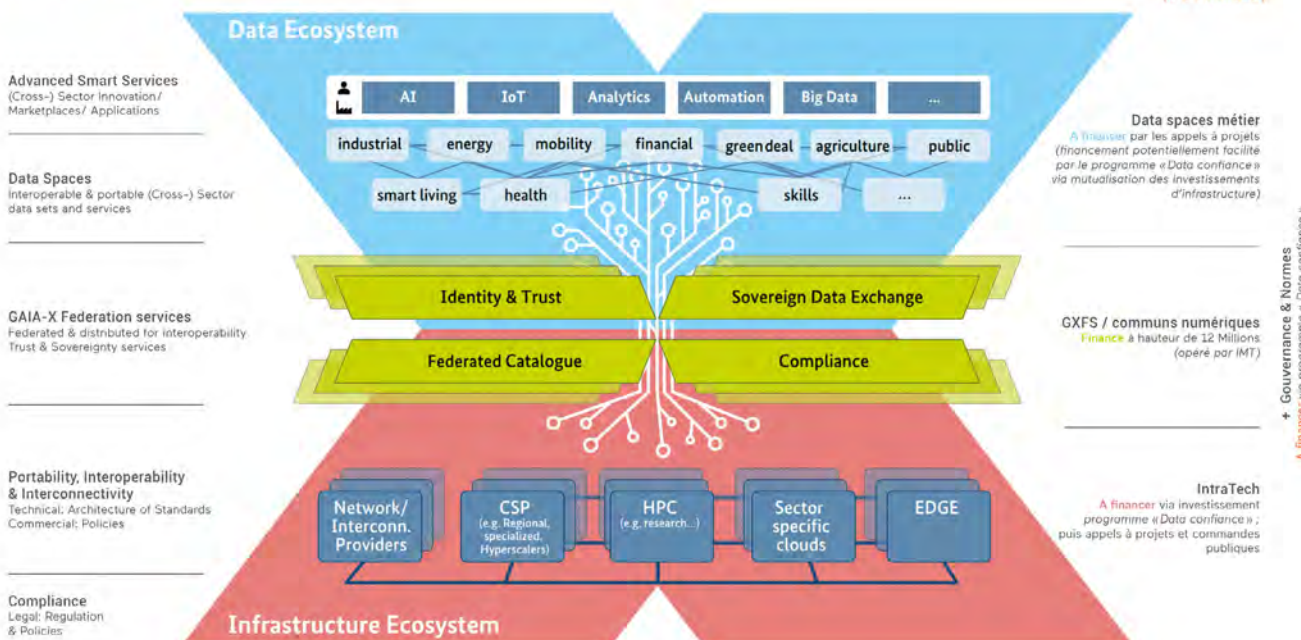 Data Ecosystem
Advanced Smart Services
(Cross-) Sector Innovation/
Marketplaces/ Applications
AI
IoT
Analytics
Automation
Big Data
...
industrial
energy
mobility
financial
green deal
agriculture
public
smart living
health
skills
...
Data Spaces
Interoperable & portable (Cross-) Sector
data sets and services
Data spaces métier
A financer par les appels à projets
(financement potentiellement facilité
par le programme «Data confiance»
via mutualisation des investissements
d'infrastructure)
Identity & Trust
Sovereign Data Exchange
Federated Catalogue
Compliance
GAIA-X Federation services
Federated & distributed for interoperability
Trust & Sovereignty services
GXFS / communs numériques
Financé à hauteur de 12 Millions
(opéré par IMT)
+ Gouvernance & Normes
Portability, Interoperability
& Interconnectivity
Technical: Architecture of Standards
Commercial: Policies
Network/
Interconn.
Providers
CSP
(e.g. Regional,
specialized,
Hyperscalers)
HPC
(e.g. research...)
Sector
specific
clouds
EDGE
IntraTech
A financer via investissement
programme «Data confiance» ;
puis appels à projets et commandes
publiques
Compliance
Legal: Regulation
& Policies
Infrastructure Ecosystem